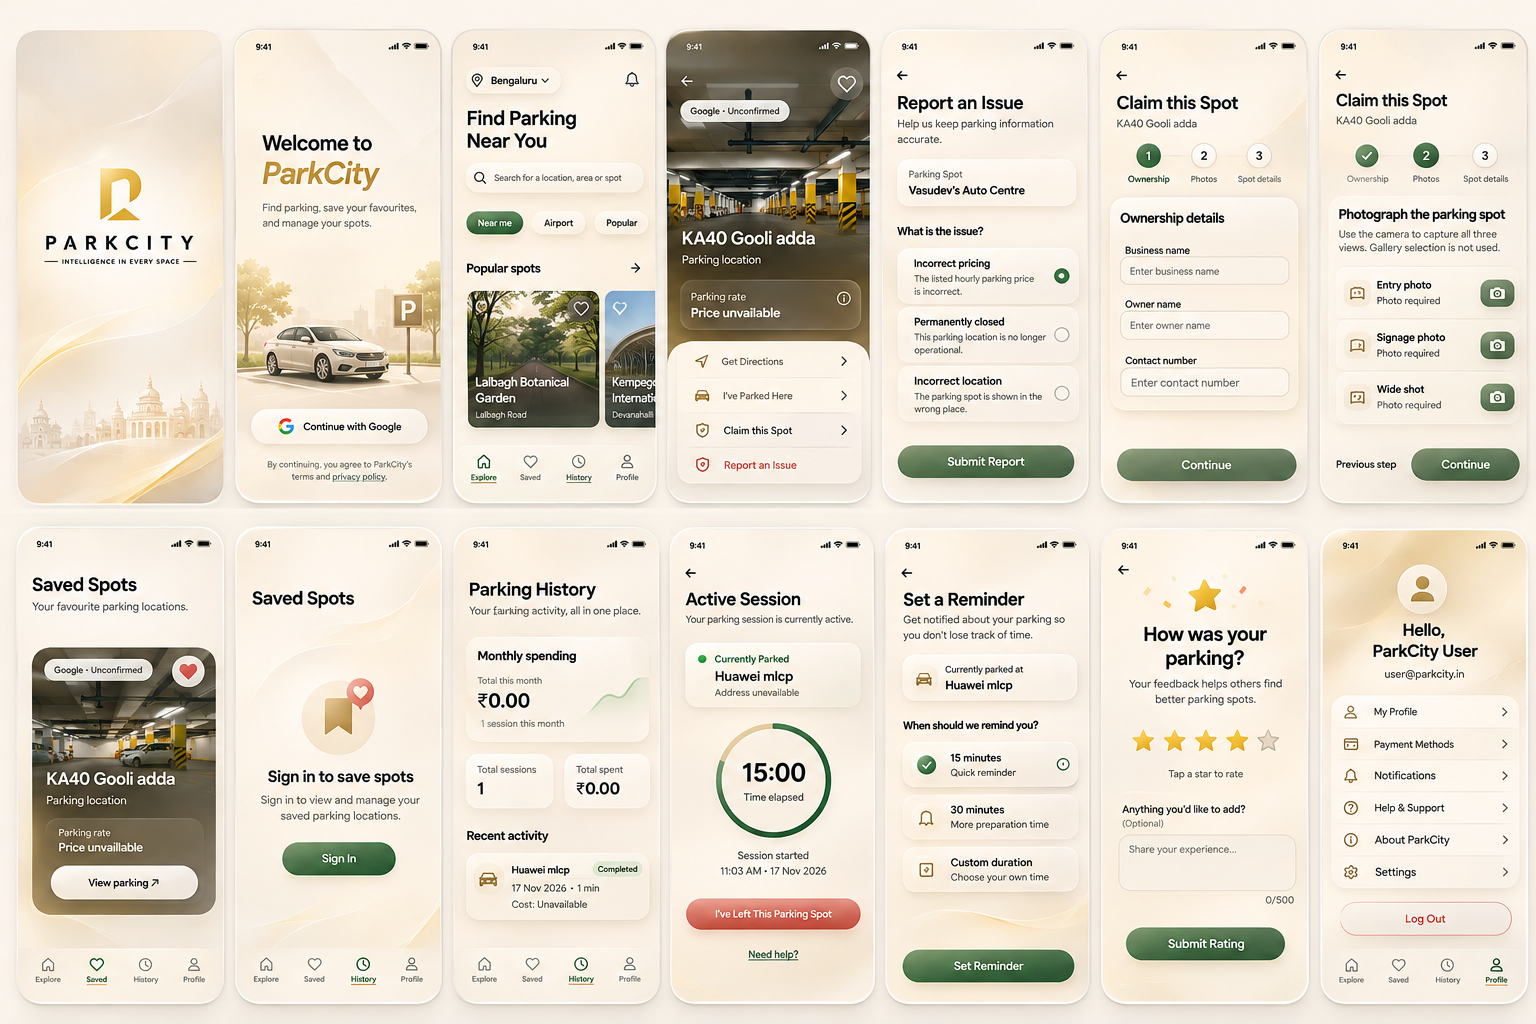 PARKCITY
INTELLIGENCE IN EVERY SPACE
9:41
Welcome to
ParkCity
Find parking, save your favourites,
and manage your spots.
P
Continue with Google
By continuing, you agree to ParkCity's
terms and privacy policy.
9:41
Bengaluru
Find Parking
Near You
Search for a location, area or spot
Near me
Airport
Popular
Popular spots
Lalbagh Botanical
Garden
Lalbagh Road
Kempego
Internati
Devanahalli
Explore
Saved
History
Profile
9:41
Google • Unconfirmed
KA40 Gooli adda
Parking location
Parking rate
Price unvailable
Get Directions
I've Parked Here
Claim this Spot
Report an Issue
9:41
Report an Issue
Help us keep parking information
accurate.
Parking Spot
Vasudev's Auto Centre
What is the issue?
Incorrect pricing
The listed hourly parking price
is incorrect.
Permanently closed
This parking location is no longer
operational.
Incorrect location
The parking spot is shown in the
wrong place.
Submit Report
9:41
Claim this Spot
KA40 Gooli adda
1
2
3
Ownership
Photos
Spot details
Ownership details
Business name
Enter business name
Owner name
Enter owner name
Contact number
Enter contact number
Continue
9:41
Claim this Spot
KA40 Gooli adda
2
3
Ownership
Photos
Spot details
Photograph the parking spot
Use the camera to capture all three
views. Gallery selection is not used.
Entry photo
Photo required
Signage photo
Photo required
Wide shot
Photo required
Previous step
Continue
9:41
Saved Spots
Your favourite parking locations.
Google • Unconfirmed
KA40 Gooli adda
Parking location
Parking rate
Price unvaillable
View parking
Explore
Saved
History
Profile
9:41
Saved Spots
Sign in to save spots
Sign in to view and manage your
saved parking locations.
Sign In
Explore
Saved
History
Profile
9:41
Parking History
Your activity, all in one place.
Monthly spending
Total this month
₹0.00
1 session this month
Total sessions
1
Total spent
₹0.00
Recent activity
Huawei mlcp
Completed
17 Nov 2026 • 1 min
Cost: Unavailable
Explore
Saved
History
Profile
9:41
Active Session
Your parking session is currently active.
Currently Parked
Huawei mlcp
Address unavailable
15:00
Time elapsed
Session started
11:03 AM • 17 Nov 2026
I've Left This Parking Spot
Need help?
9:41
Set a Reminder
Get notified about your parking so
you don't lose track of time.
Currently parked at
Huawei mlcp
When should we remind you?
15 minutes
Quick reminder
30 minutes
More preparation time
Custom duration
Choose your own time
Set Reminder
9:41
How was your
parking?
Your feedback helps others find
better parking spots.
Tap a star to rate
Anything you'd like to add?
(Optional)
Share your experience...
0/500
Submit Rating
9:41
Hello,
ParkCity User
user@parkcity.in
My Profile
Payment Methods
Notifications
Help & Support
About ParkCity
Settings
Log Out
Explore
Saved
History
Profile